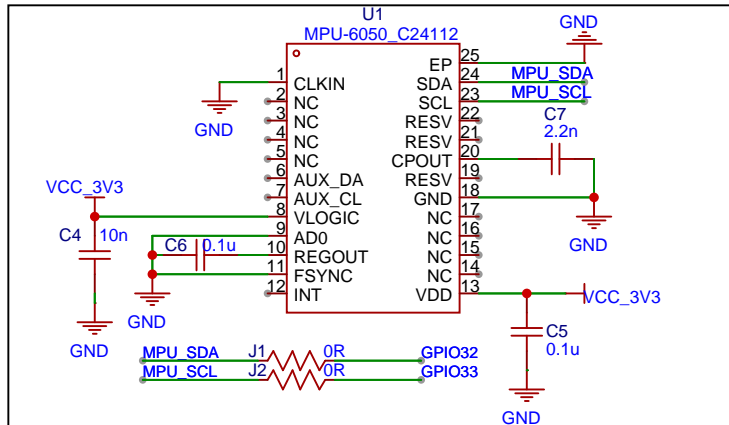 U1
MPU-6050_C24112
GND
1 CLKIN
2 NC
3 NC
4 NC
5 NC
6 AUX_DA
7 AUX_CL
8 VLOGIC
9 AD0
10 REGOUT
11 FSYNC
12 INT
EP 25
SDA 24 MPU_SDA
SCL 23 MPU_SCL
RESV 22
RESV 21
CPOUT 20
RESV 19
GND 18
NC 17
NC 16
NC 15
NC 14
VDD 13
C7
2.2n
GND
GND
VCC_3V3
C4 10n
C6 0.1u
GND
GND
VCC_3V3
C5
0.1u
GND
MPU_SDA J1 0R GPIO32
MPU_SCL J2 0R GPIO33